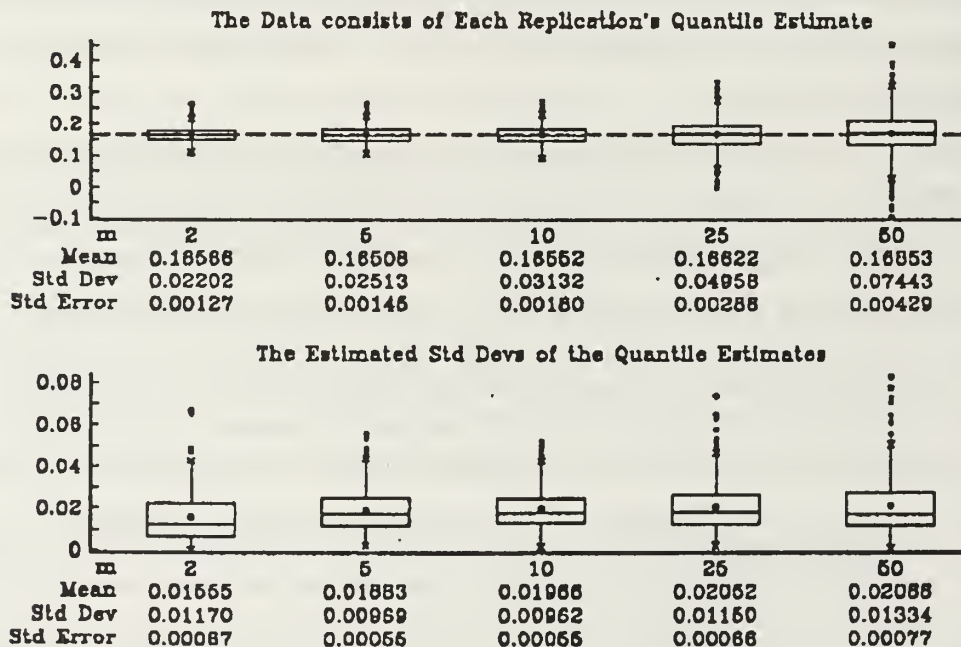 The Data consists of Each Replication's Quantile Estimate
0.4
0.3
0.2
0.1
0
-0.1
m 2 5 10 25 50
Mean 0.16586 0.16508 0.16552 0.16622 0.16853
Std Dev 0.02202 0.02513 0.03132 0.04958 0.07443
Std Error 0.00127 0.00145 0.00180 0.00286 0.00429
The Estimated Std Devs of the Quantile Estimates
0.08
0.06
0.04
0.02
0
m 2 5 10 25 50
Mean 0.01555 0.01883 0.01966 0.02052 0.02086
Std Dev 0.01170 0.00969 0.00952 0.01150 0.01334
Std Error 0.00067 0.00055 0.00055 0.00066 0.00077